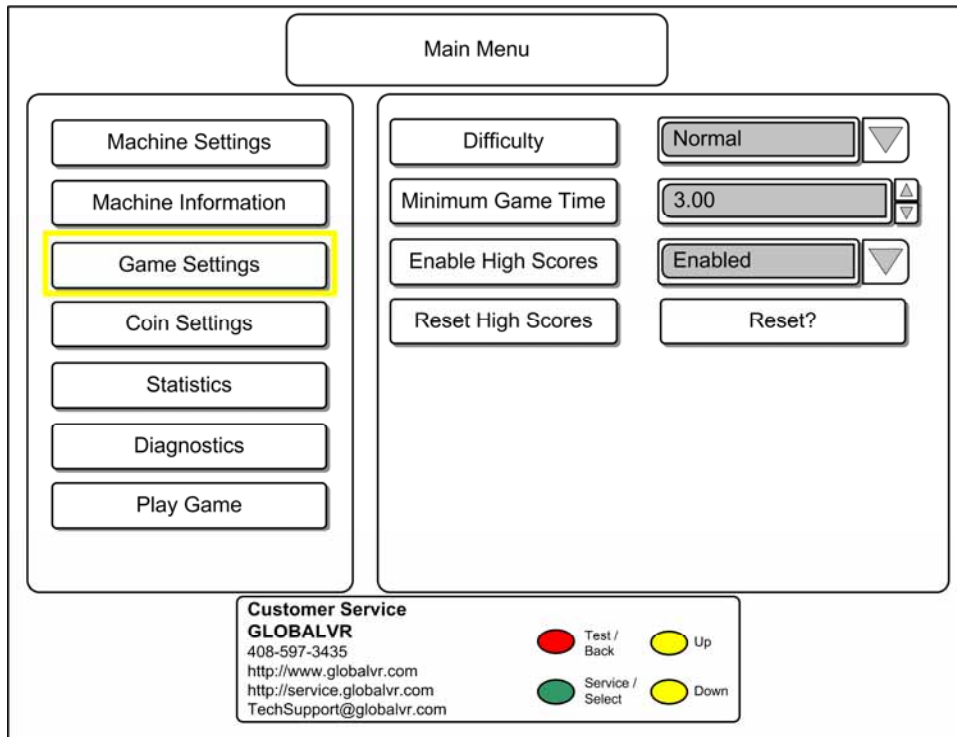 Main Menu
Machine Settings
Machine Information
Game Settings
Coin Settings
Statistics
Diagnostics
Play Game
Difficulty
Normal
Minimum Game Time
3.00
Enable High Scores
Enabled
Reset High Scores
Reset?
Customer Service
GLOBALVR
408-597-3435
http://www.globalvr.com
http://service.globalvr.com
TechSupport@globalvr.com
Test /
Back
Up
Service /
Select
Down